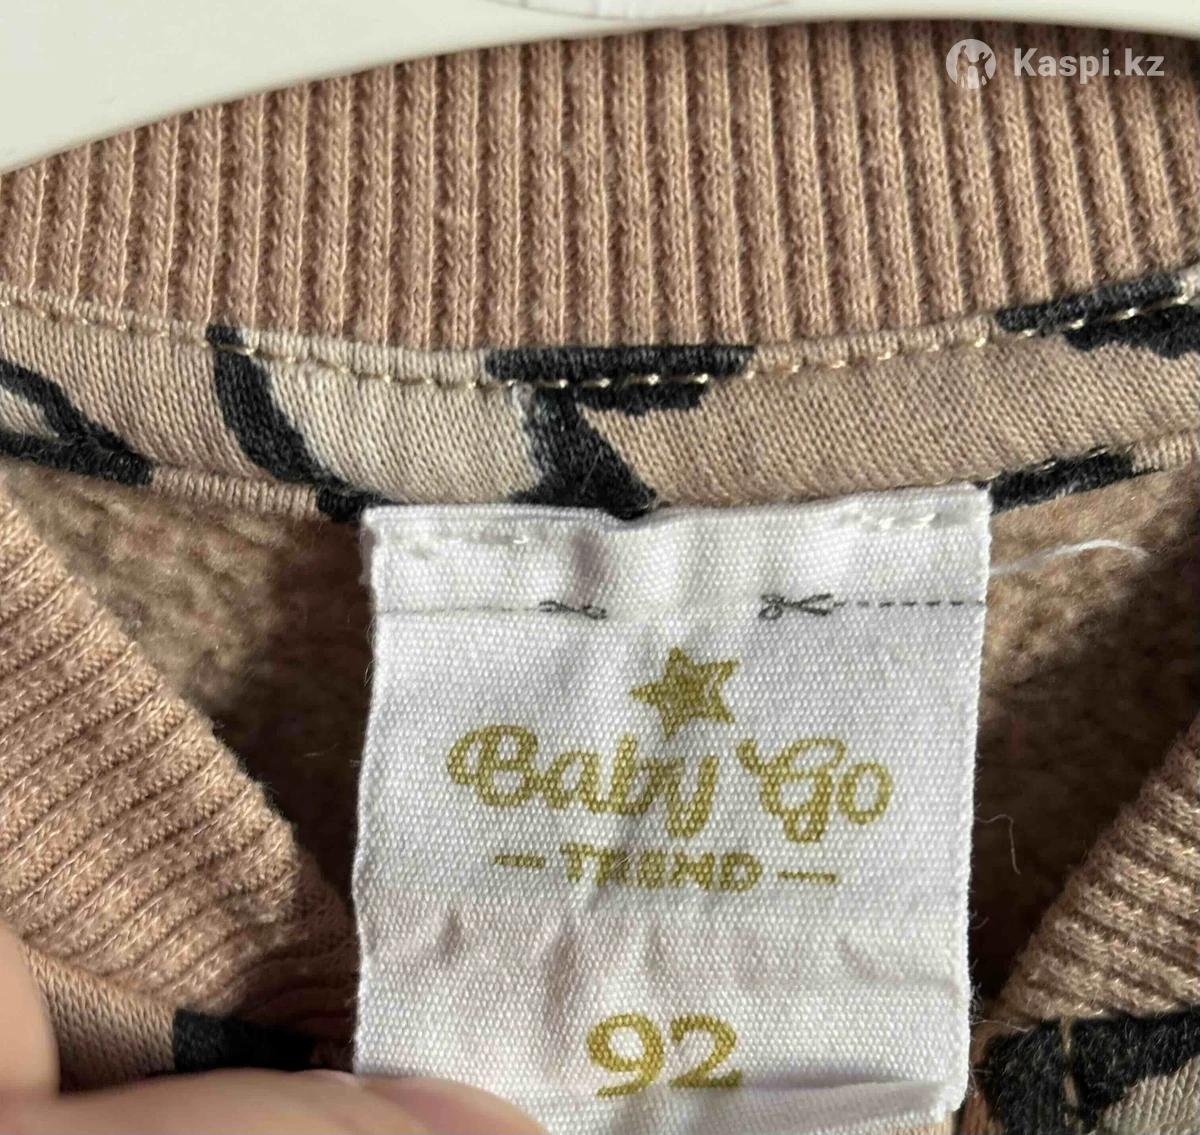 Kaspi.kz
Baby Go
— TREND —
92